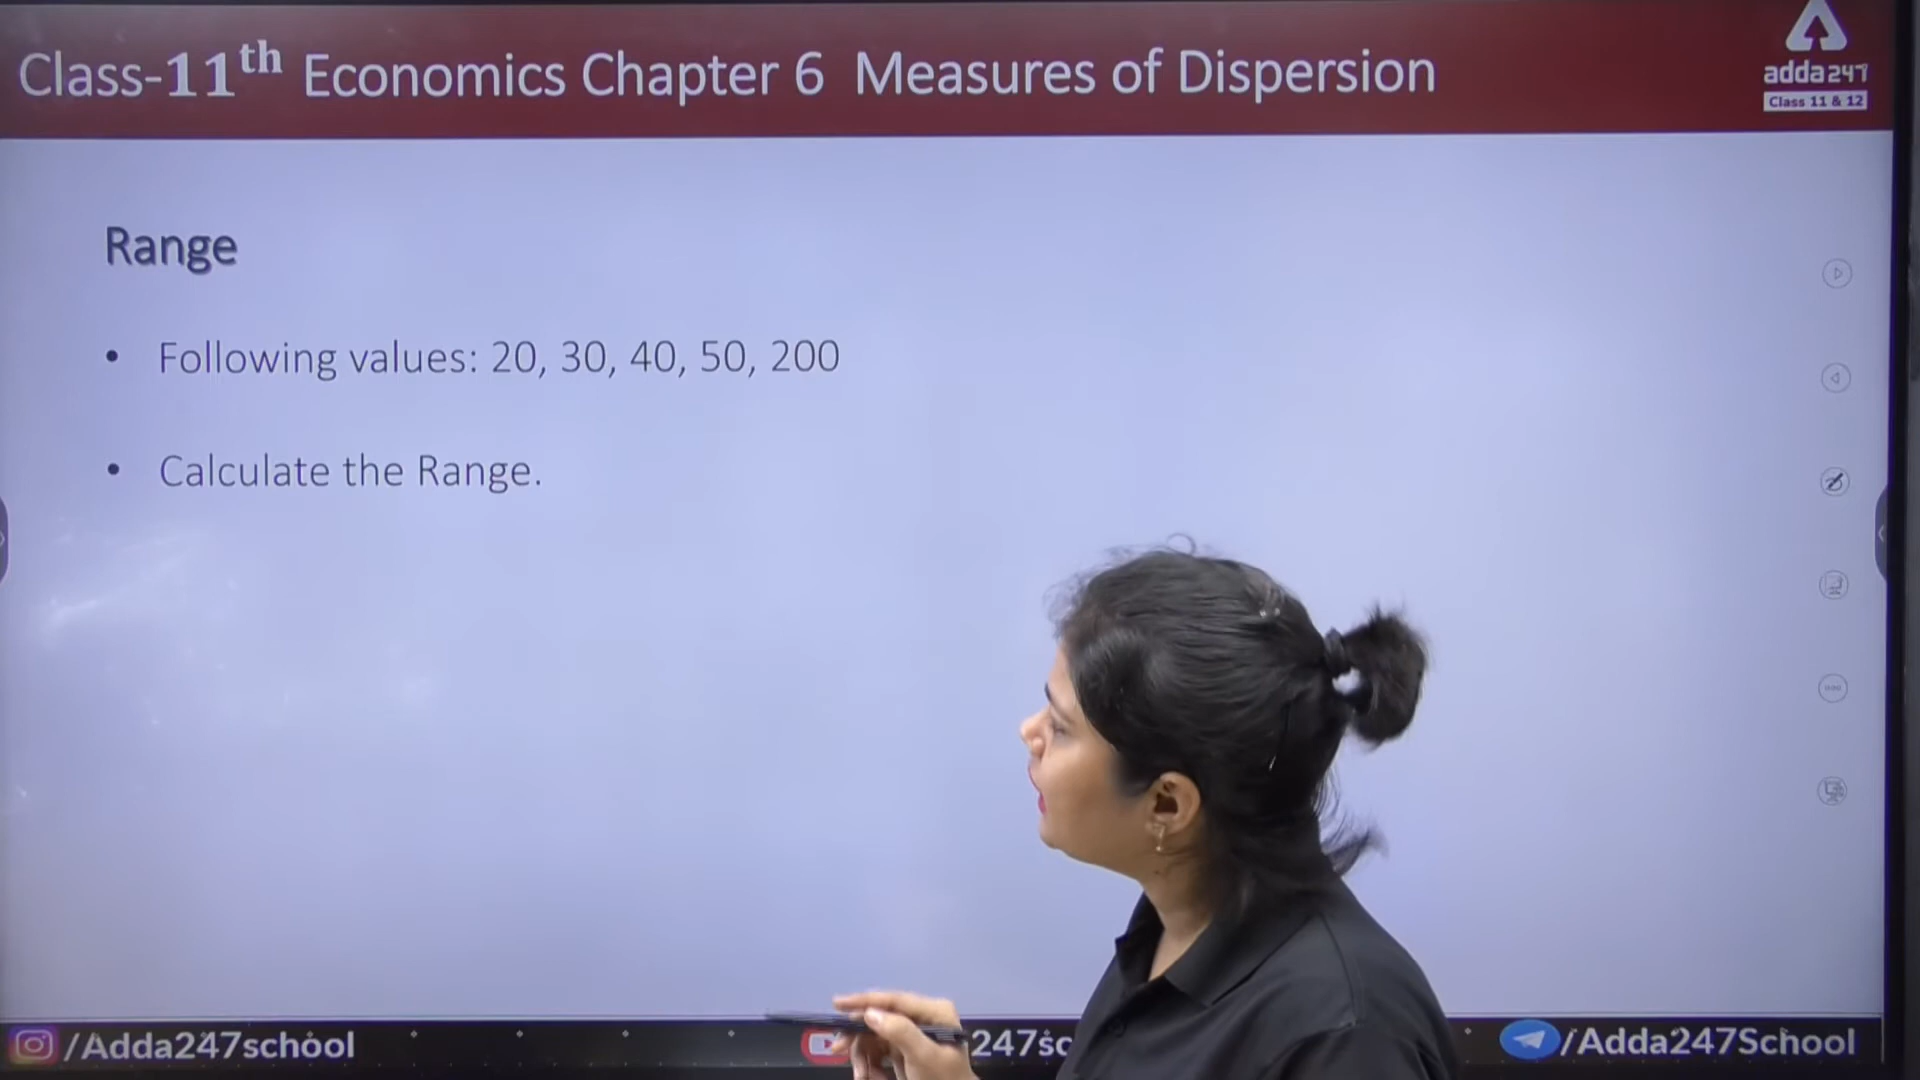 Class-11th Economics Chapter 6 Measures of Dispersion
adda247
Class 11 & 12
Range
• Following values: 20, 30, 40, 50, 200
• Calculate the Range.
/Adda247school
247sc
/Adda247School